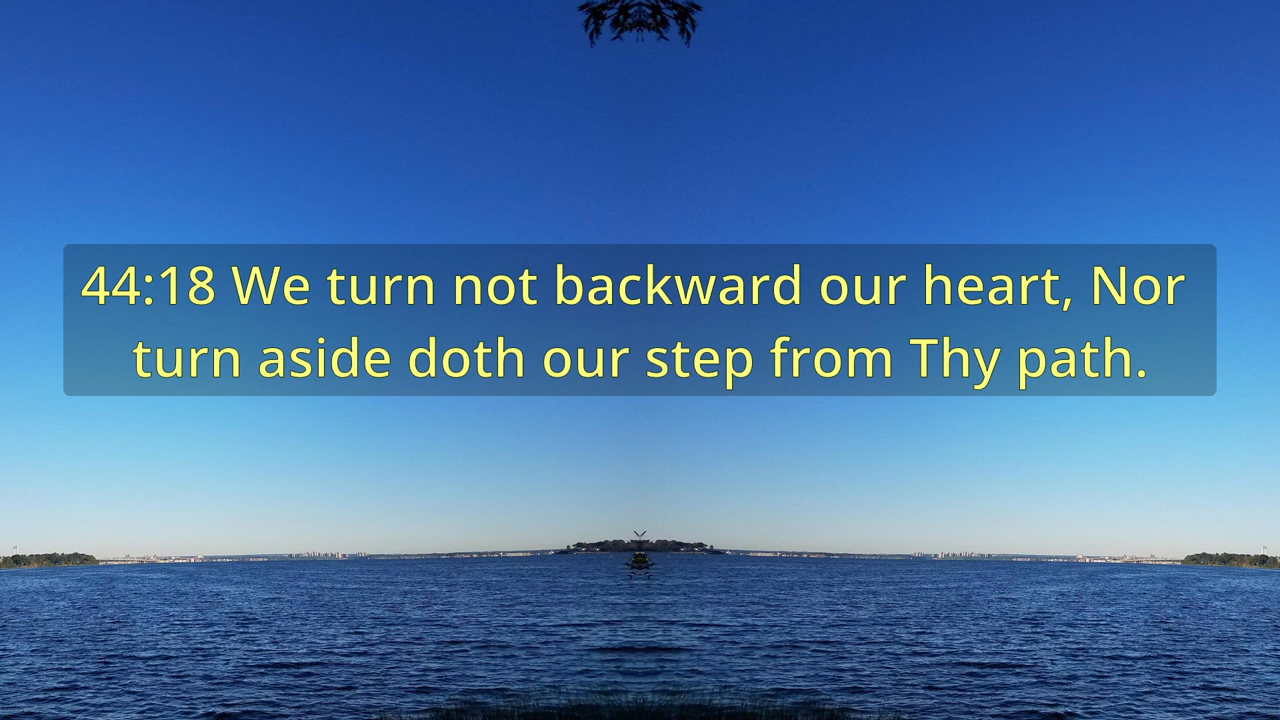 44:18 We turn not backward our heart, Nor
turn aside doth our step from Thy path.